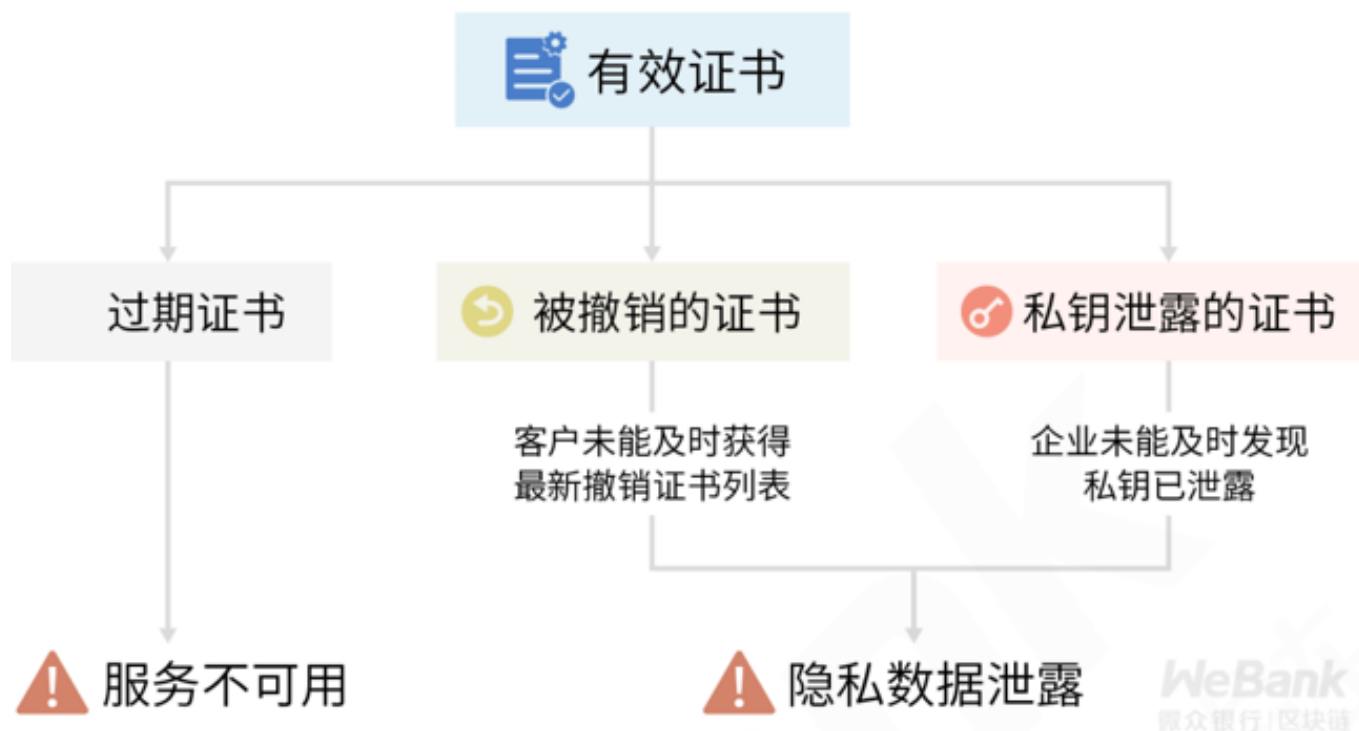 有效证书
过期证书
被撤销的证书
私钥泄露的证书
客户未能及时获得
最新撤销证书列表
企业未能及时发现
私钥已泄露
服务不可用
隐私数据泄露
WeBank
微众银行|区块链